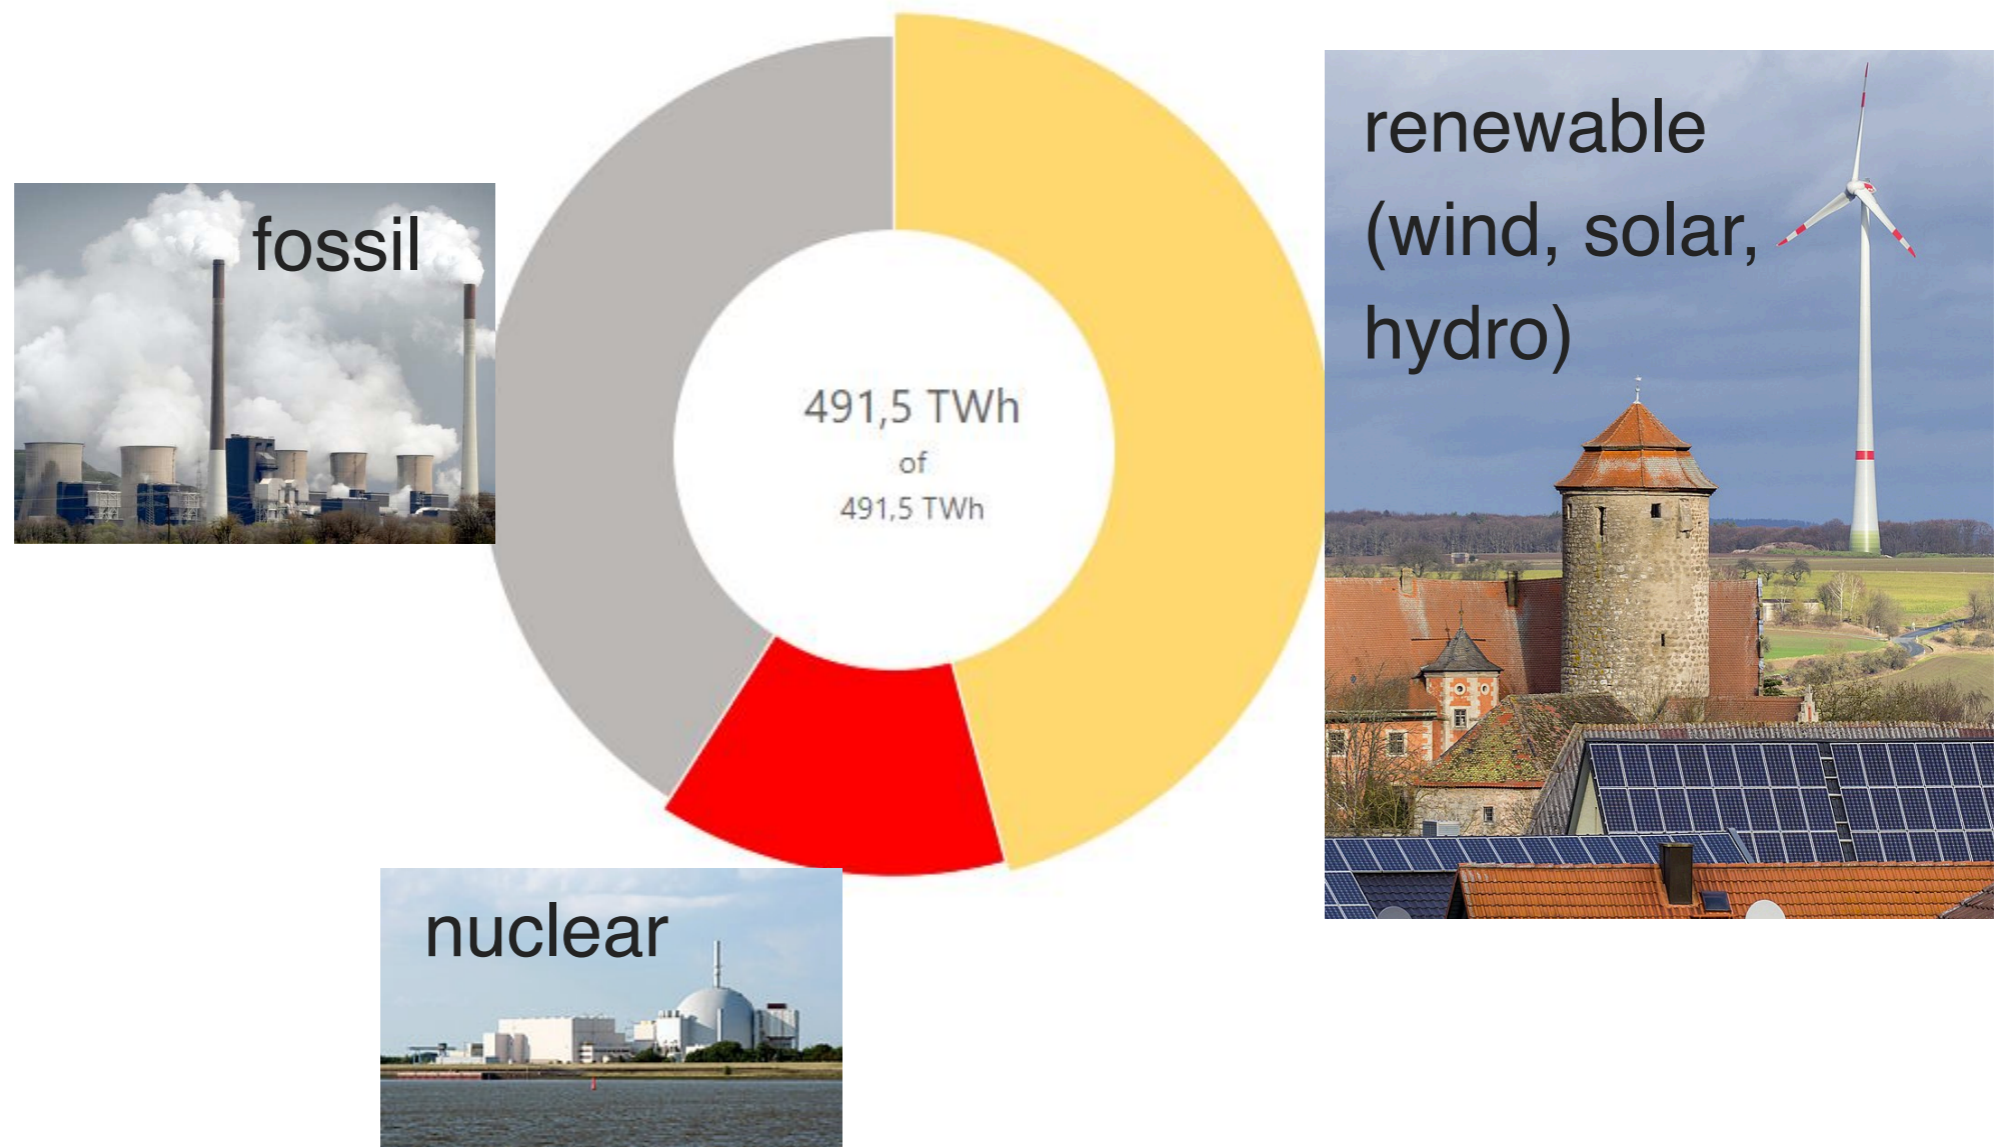 fossil
491,5 TWh
of
491,5 TWh
renewable
(wind, solar,
hydro)
nuclear